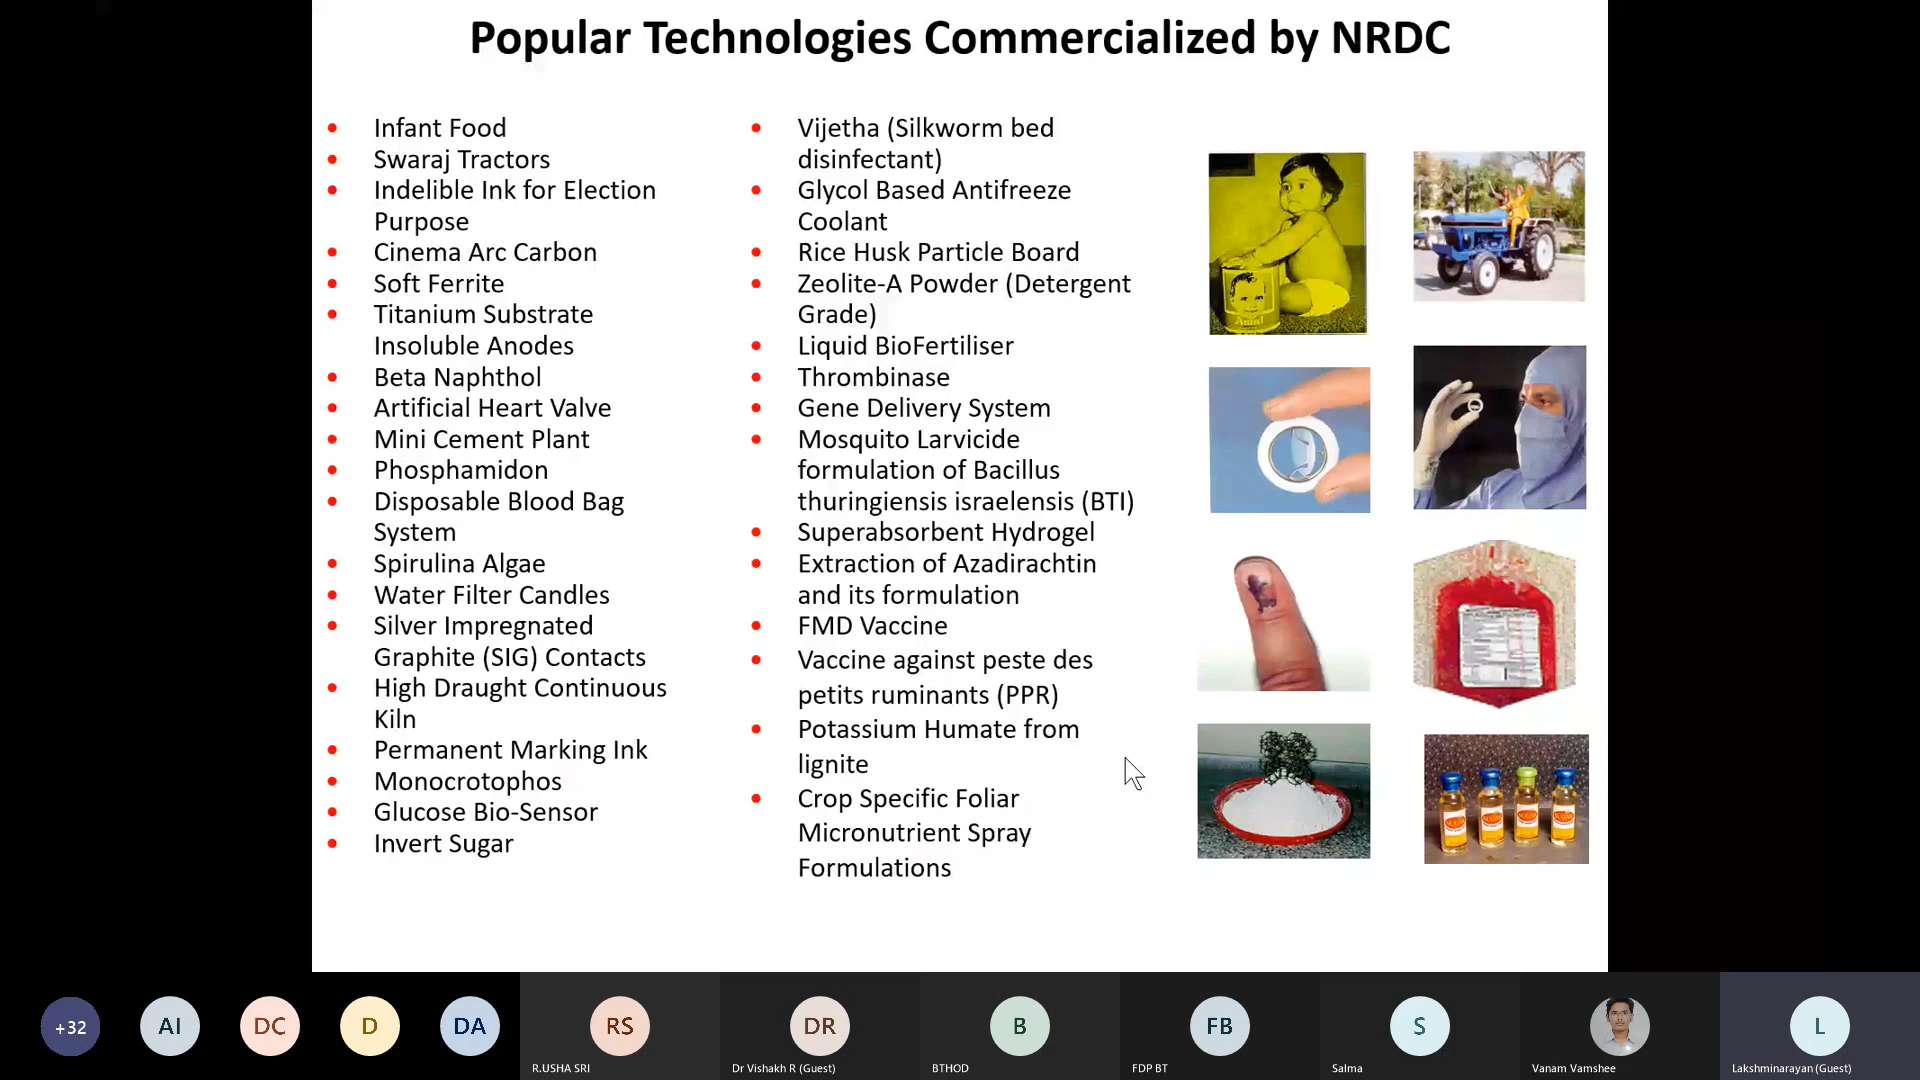 Popular Technologies Commercialized by NRDC
Infant Food
Swaraj Tractors
Indelible Ink for Election
Purpose
Cinema Arc Carbon
Soft Ferrite
Titanium Substrate
Insoluble Anodes
Beta Naphthol
Artificial Heart Valve
Mini Cement Plant
Phosphamidon
Disposable Blood Bag
System
Spirulina Algae
Water Filter Candles
Silver Impregnated
Graphite (SIG) Contacts
High Draught Continuous
Kiln
Permanent Marking Ink
Monocrotophos
Glucose Bio-Sensor
Invert Sugar
Vijetha (Silkworm bed
disinfectant)
Glycol Based Antifreeze
Coolant
Rice Husk Particle Board
Zeolite-A Powder (Detergent
Grade)
Liquid BioFertiliser
Thrombinase
Gene Delivery System
Mosquito Larvicide
formulation of Bacillus
thuringiensis israelensis (BTI)
Superabsorbent Hydrogel
Extraction of Azadirachtin
and its formulation
FMD Vaccine
Vaccine against peste des
petits ruminants (PPR)
Potassium Humate from
lignite
Crop Specific Foliar
Micronutrient Spray
Formulations
Amul
+32
AI
DC
D
DA
RS
R.USHA SRI
DR
Dr Vishakh R (Guest)
B
BTHOD
FB
FDP BT
S
Salma
Vanam Vamshee
L
Lakshminarayan (Guest)